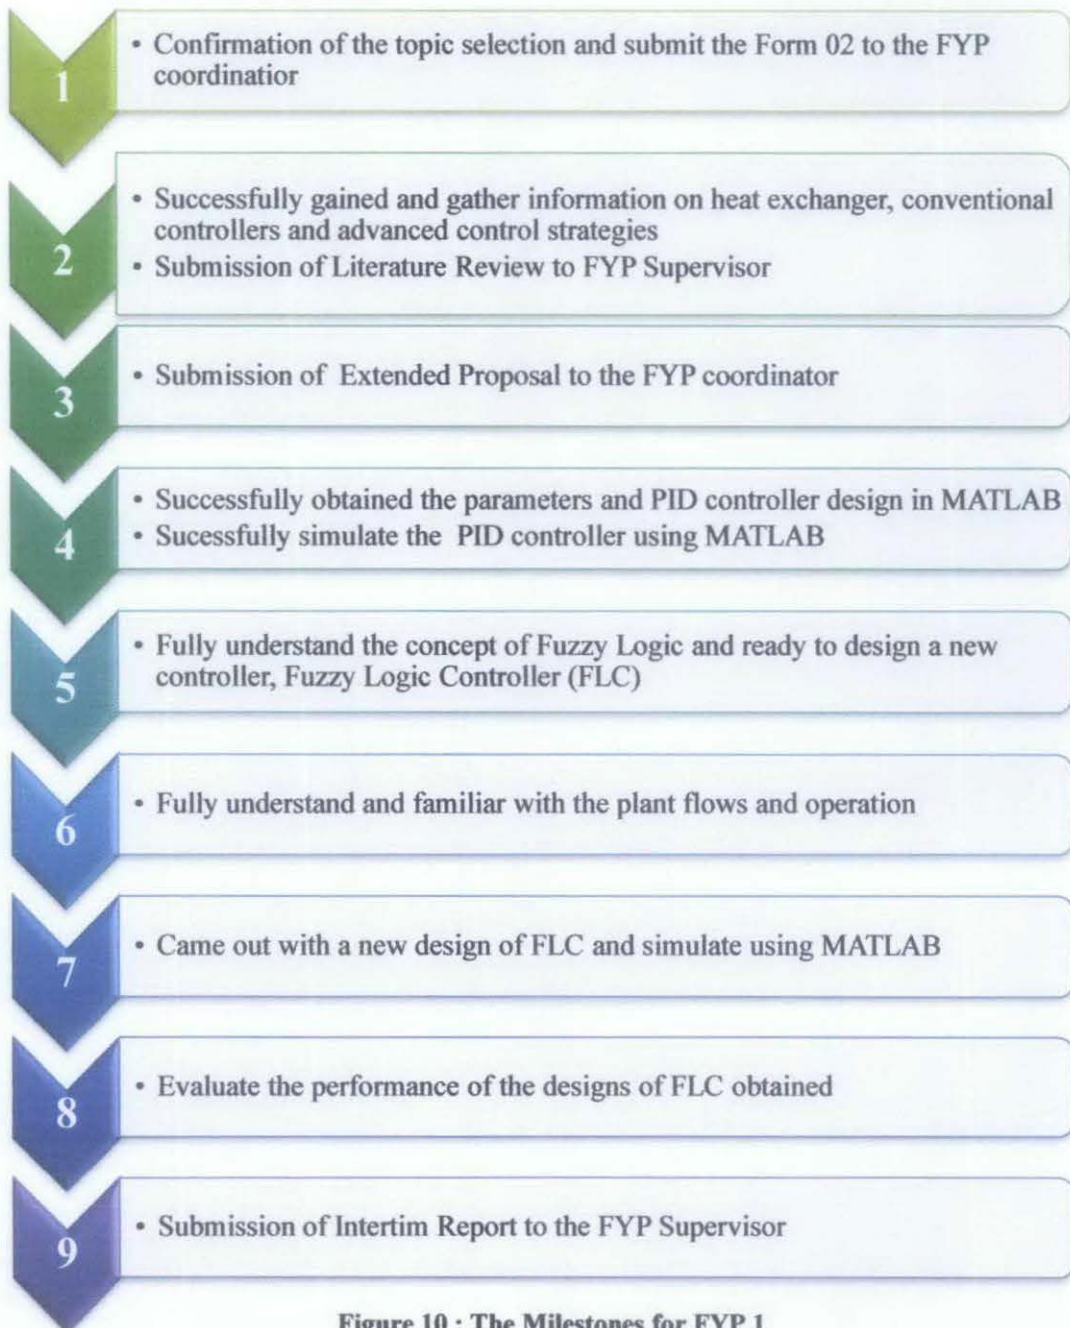 1
• Confirmation of the topic selection and submit the Form 02 to the FYP
coordinatior
2
• Successfully gained and gather information on heat exchanger, conventional
controllers and advanced control strategies
• Submission of Literature Review to FYP Supervisor
3
• Submission of Extended Proposal to the FYP coordinator
4
• Successfully obtained the parameters and PID controller design in MATLAB
• Sucessfully simulate the PID controller using MATLAB
5
• Fully understand the concept of Fuzzy Logic and ready to design a new
controller, Fuzzy Logic Controller (FLC)
6
• Fully understand and familiar with the plant flows and operation
7
• Came out with a new design of FLC and simulate using MATLAB
8
• Evaluate the performance of the designs of FLC obtained
9
• Submission of Intertim Report to the FYP Supervisor
Figure 10 : The Milestones for FYP 1